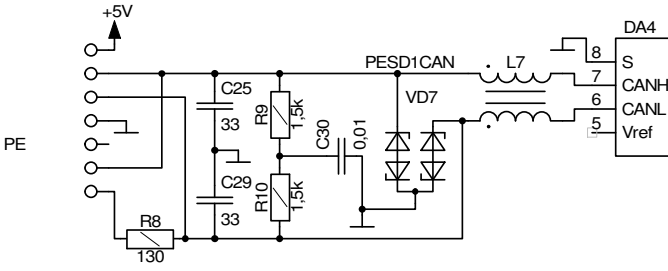 +5V
DA4
PESD1CAN
L7
8
S
C25
7
CANH
VD7
6
CANL
33
R9
1,5k
C30
0,01
5
Vref
PE
C29
R10
1,5k
33
R8
130